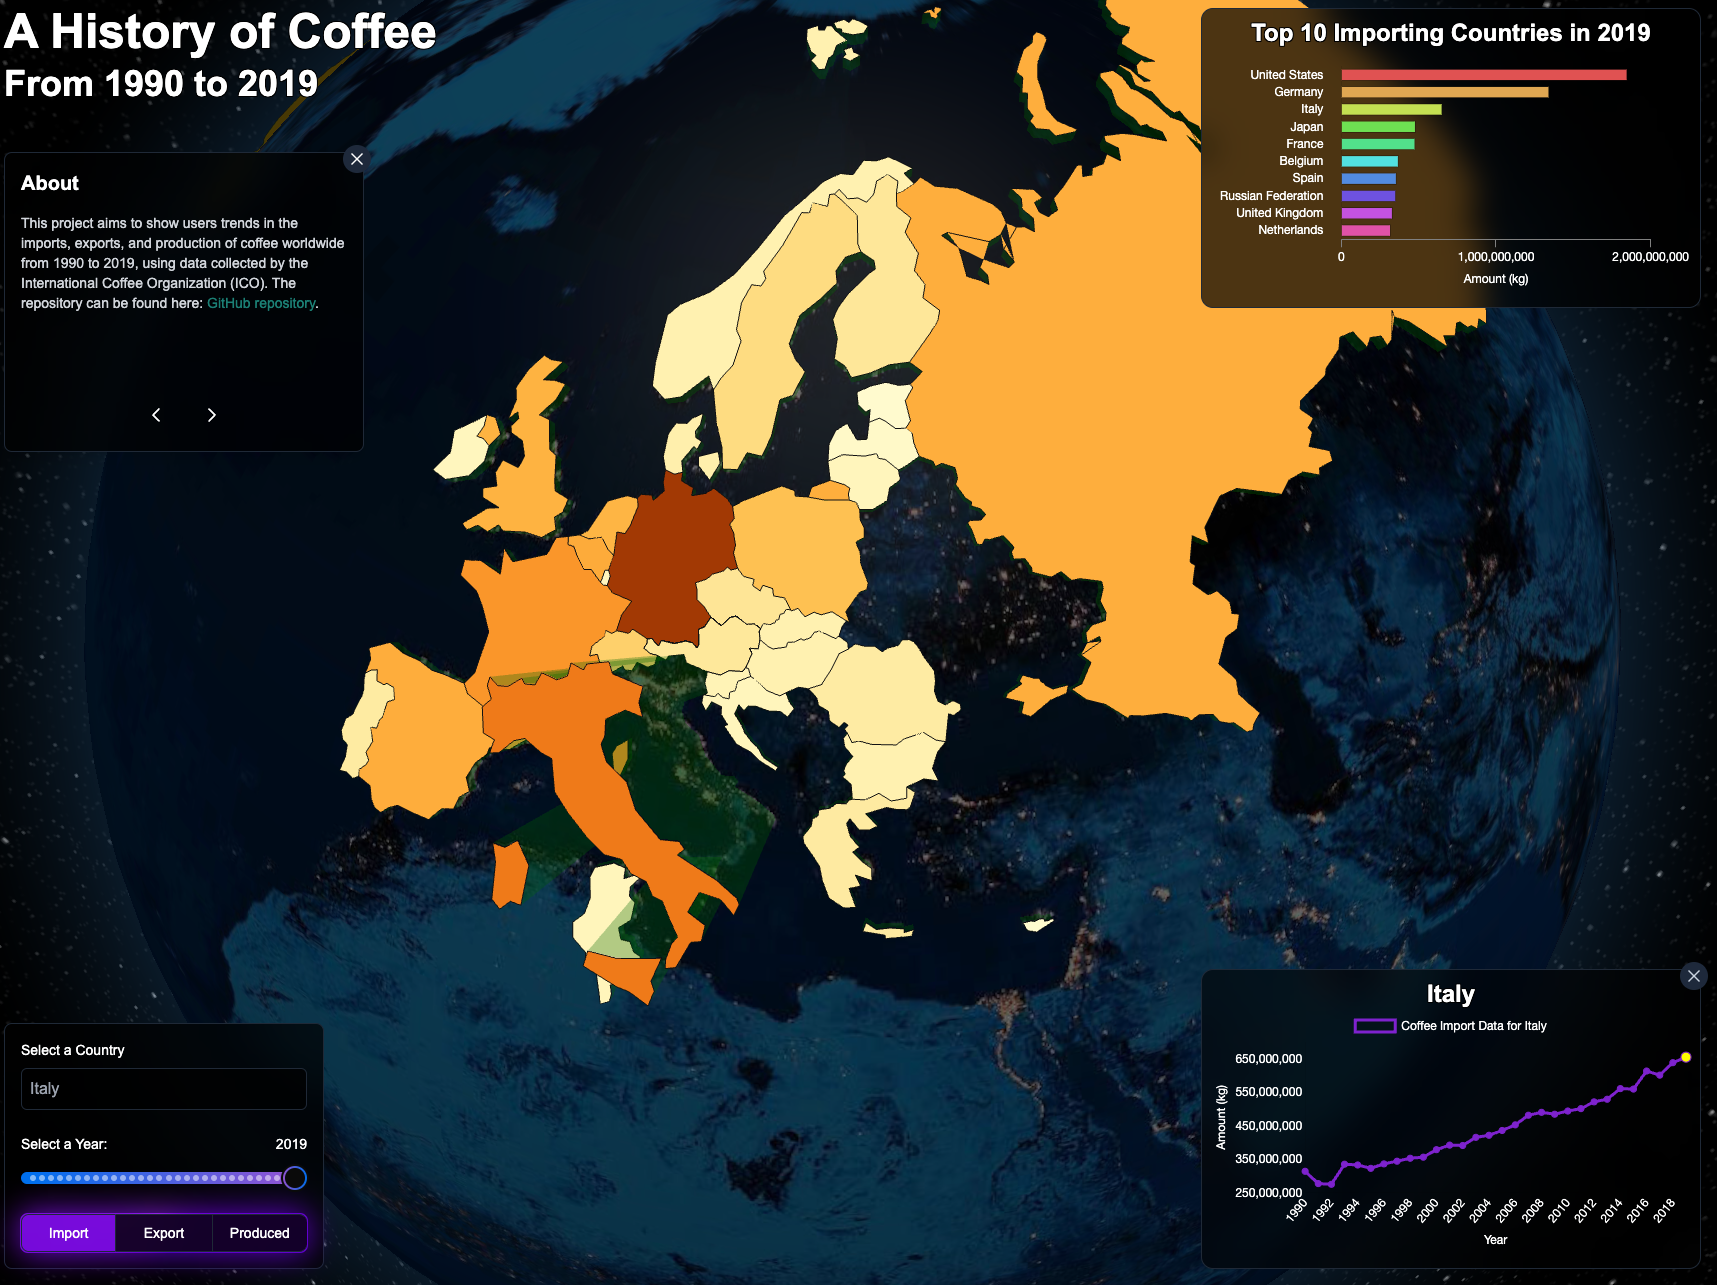 A History of Coffee
From 1990 to 2019
About
This project aims to show users trends in the
imports, exports, and production of coffee worldwide
from 1990 to 2019, using data collected by the
International Coffee Organization (ICO). The
repository can be found here: GitHub repository.
Top 10 Importing Countries in 2019
United States
Germany
Italy
Japan
France
Belgium
Spain
Russian Federation
United Kingdom
Netherlands
0 1,000,000,000 2,000,000,000
Amount (kg)
Select a Country
Italy
Select a Year: 2019
Import Export Produced
Italy
Coffee Import Data for Italy
Amount (kg)
650,000,000
550,000,000
450,000,000
350,000,000
250,000,000
1990 1992 1994 1996 1998 2000 2002 2004 2006 2008 2010 2012 2014 2016 2018
Year